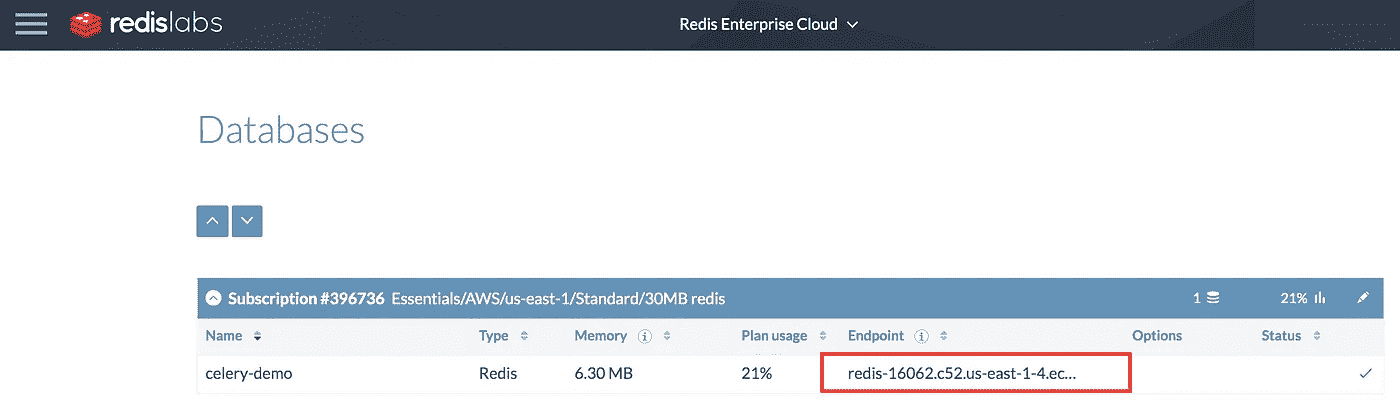 redislabs
Redis Enterprise Cloud
Databases
Subscription #396736 Essentials/AWS/us-east-1/Standard/30MB redis 1 21%
Name Type Memory Plan usage Endpoint Options Status
celery-demo Redis 6.30 MB 21% redis-16062.c52.us-east-1-4.ec...